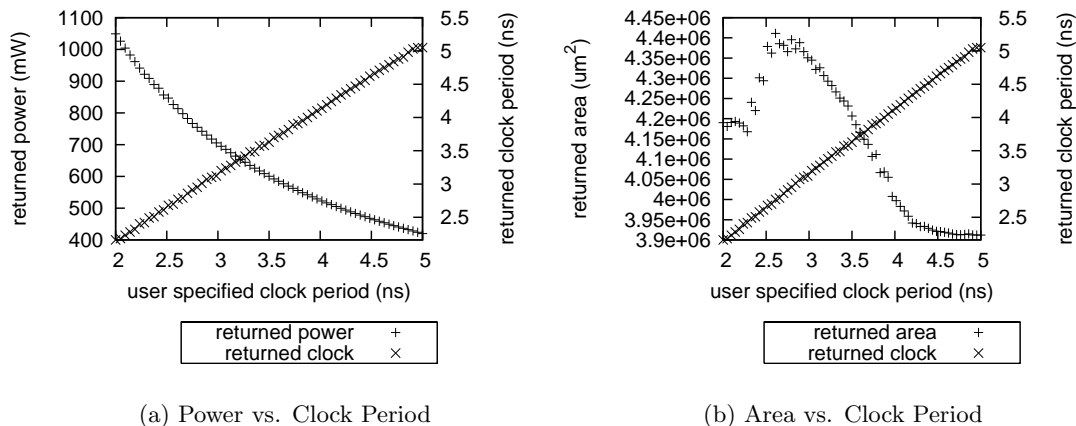 1100
1000
900
800
700
600
500
400
returned power (mW)
2 2.5 3 3.5 4 4.5 5
user specified clock period (ns)
5.5
5
4.5
4
3.5
3
2.5
returned clock period (ns)
returned power
returned clock
(a) Power vs. Clock Period
4.45e+06
4.4e+06
4.35e+06
4.3e+06
4.25e+06
4.2e+06
4.15e+06
4.1e+06
4.05e+06
4e+06
3.95e+06
3.9e+06
returned area (um²)
2 2.5 3 3.5 4 4.5 5
user specified clock period (ns)
5.5
5
4.5
4
3.5
3
2.5
returned clock period (ns)
returned area
returned clock
(b) Area vs. Clock Period